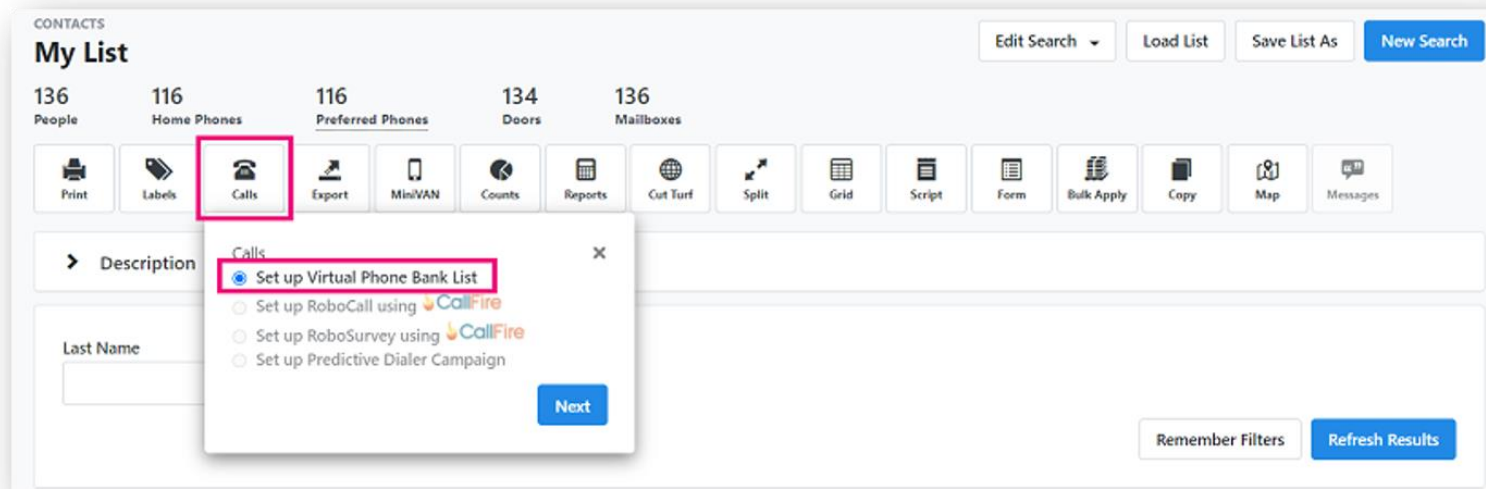 CONTACTS
My List
Edit Search
Load List
Save List As
New Search
136
116
116
134
136
People
Home Phones
Preferred Phones
Doors
Mailboxes
Print
Labels
Calls
Export
MiniVAN
Counts
Reports
Cut Turf
Split
Grid
Script
Form
Bulk Apply
Copy
Map
Messages
Description
Calls
Set up Virtual Phone Bank List
Set up RoboCall using CallFire
Set up RoboSurvey using CallFire
Set up Predictive Dialer Campaign
Last Name
Next
Remember Filters
Refresh Results